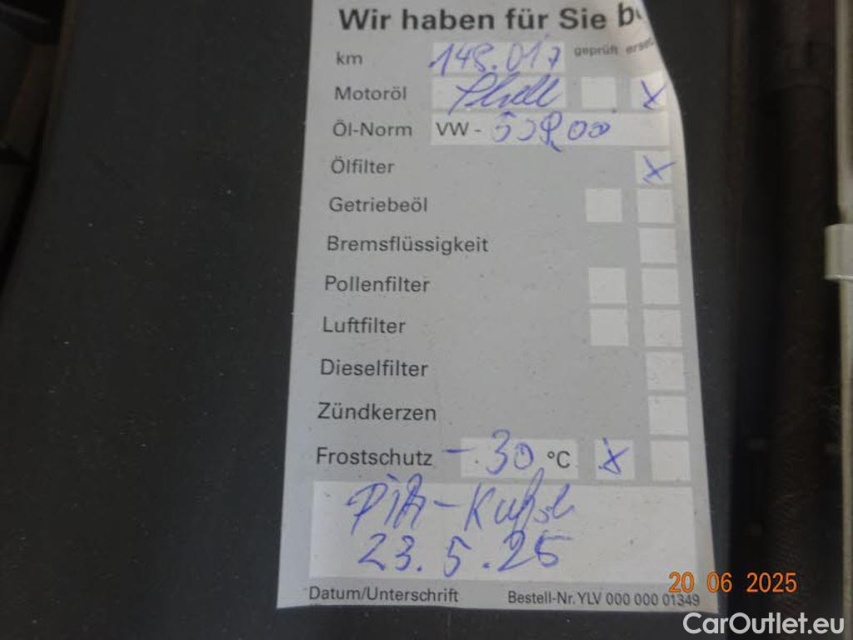 Wir haben für Sie
geprüft
km 148.017
Motoröl Shell X
Öl-Norm VW - 509 00
Ölfilter X
Getriebeöl
Bremsflüssigkeit
Pollenfilter
Luftfilter
Dieselfilter
Zündkerzen
Frostschutz - 30 °C X
23.5.25
Datum/Unterschrift Bestell-Nr. YLV 000 000 01349
20 06 2025
CarOutlet.eu